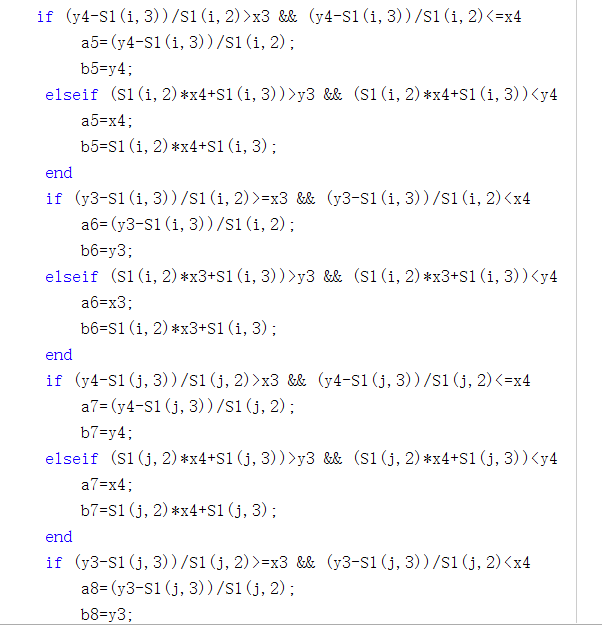 if (y4-S1(i,3))/S1(i,2)>x3 && (y4-S1(i,3))/S1(i,2)<=x4
a5=(y4-S1(i,3))/S1(i,2);
b5=y4;
elseif (S1(i,2)*x4+S1(i,3))>y3 && (S1(i,2)*x4+S1(i,3))<y4
a5=x4;
b5=S1(i,2)*x4+S1(i,3);
end
if (y3-S1(i,3))/S1(i,2)>=x3 && (y3-S1(i,3))/S1(i,2)<x4
a6=(y3-S1(i,3))/S1(i,2);
b6=y3;
elseif (S1(i,2)*x3+S1(i,3))>y3 && (S1(i,2)*x3+S1(i,3))<y4
a6=x3;
b6=S1(i,2)*x3+S1(i,3);
end
if (y4-S1(j,3))/S1(j,2)>x3 && (y4-S1(j,3))/S1(j,2)<=x4
a7=(y4-S1(j,3))/S1(j,2);
b7=y4;
elseif (S1(j,2)*x4+S1(j,3))>y3 && (S1(j,2)*x4+S1(j,3))<y4
a7=x4;
b7=S1(j,2)*x4+S1(j,3);
end
if (y3-S1(j,3))/S1(j,2)>=x3 && (y3-S1(j,3))/S1(j,2)<x4
a8=(y3-S1(j,3))/S1(j,2);
b8=y3;